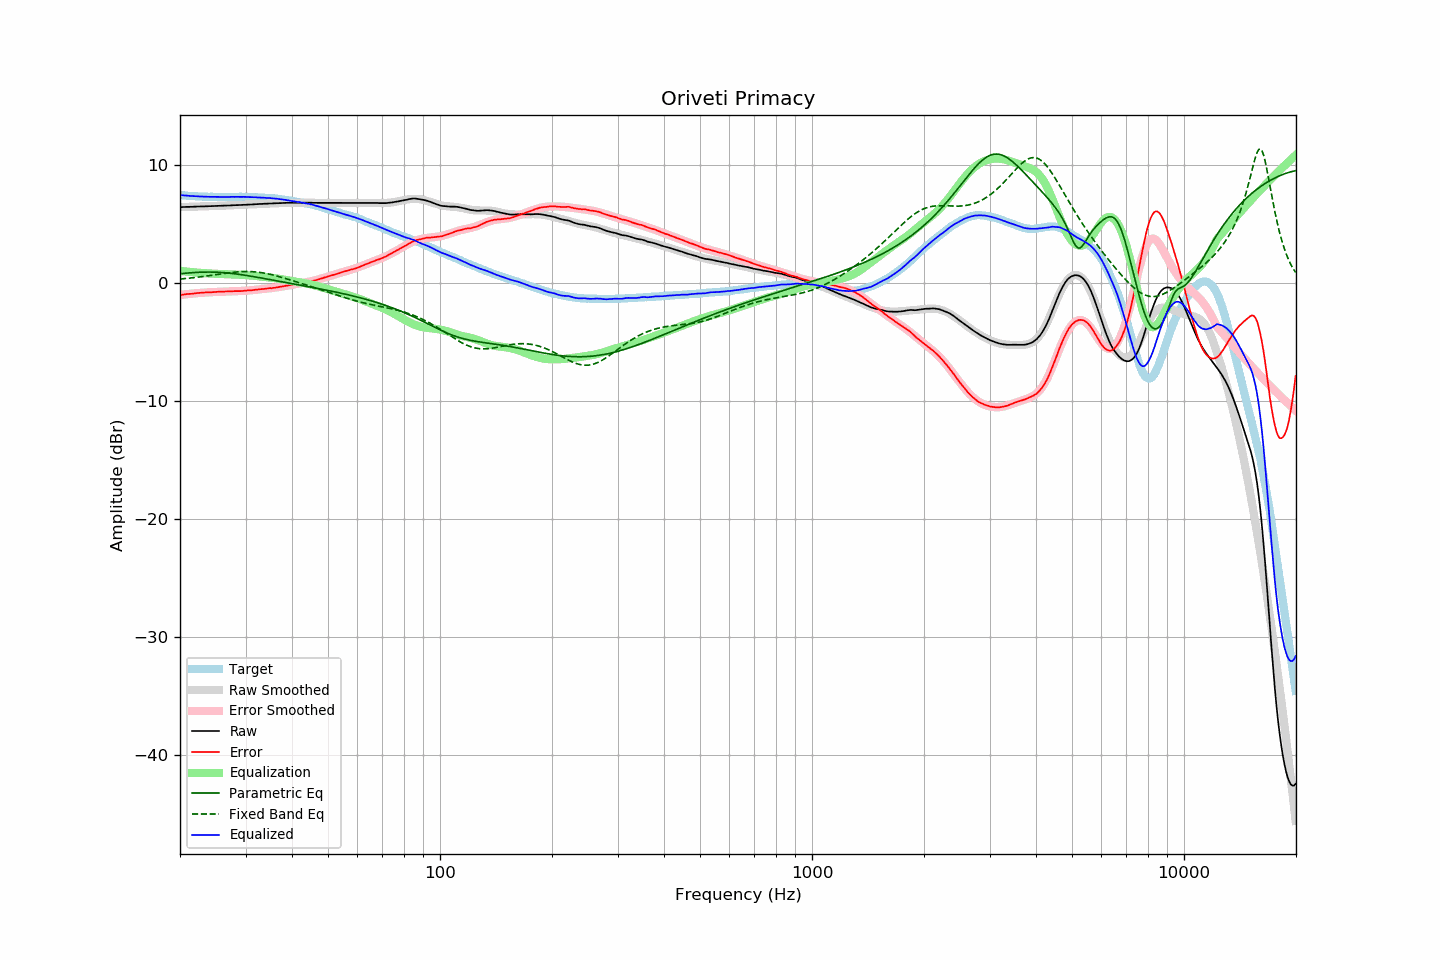 Oriveti Primacy
10
0
−10
−20
−30
−40
Amplitude (dBr)
100
1000
10000
Frequency (Hz)
Target
Raw Smoothed
Error Smoothed
Raw
Error
Equalization
Parametric Eq
Fixed Band Eq
Equalized